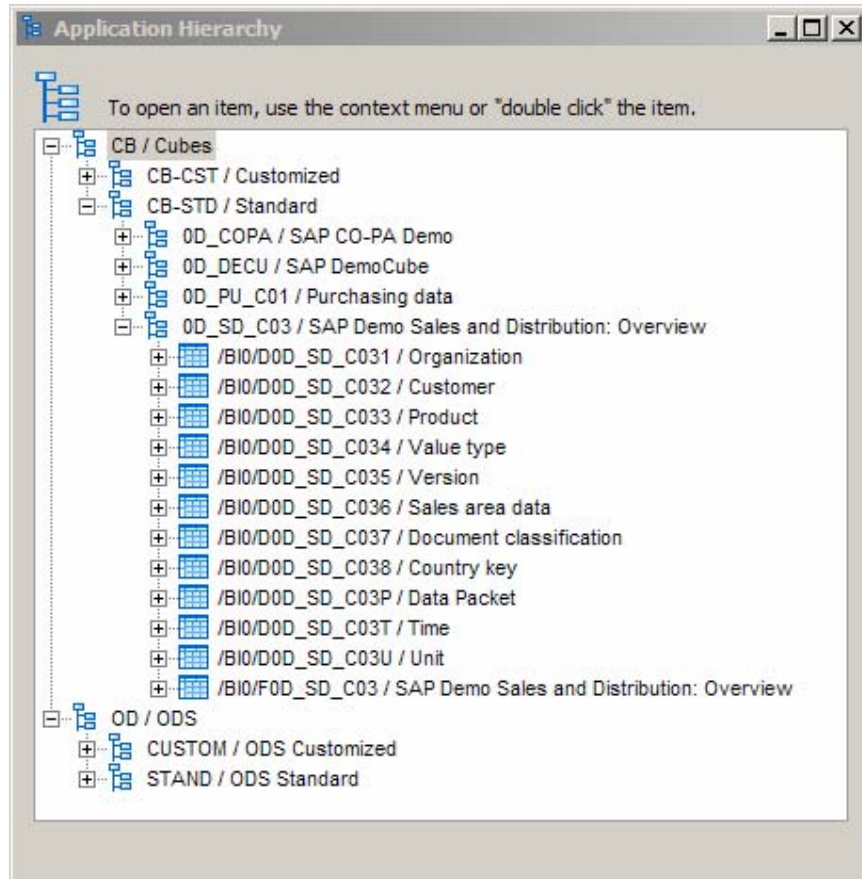 Application Hierarchy
To open an item, use the context menu or "double click" the item.
CB / Cubes
CB-CST / Customized
CB-STD / Standard
0D_COPA / SAP CO-PA Demo
0D_DECU / SAP DemoCube
0D_PU_C01 / Purchasing data
0D_SD_C03 / SAP Demo Sales and Distribution: Overview
/BI0/D0D_SD_C031 / Organization
/BI0/D0D_SD_C032 / Customer
/BI0/D0D_SD_C033 / Product
/BI0/D0D_SD_C034 / Value type
/BI0/D0D_SD_C035 / Version
/BI0/D0D_SD_C036 / Sales area data
/BI0/D0D_SD_C037 / Document classification
/BI0/D0D_SD_C038 / Country key
/BI0/D0D_SD_C03P / Data Packet
/BI0/D0D_SD_C03T / Time
/BI0/D0D_SD_C03U / Unit
/BI0/F0D_SD_C03 / SAP Demo Sales and Distribution: Overview
OD / ODS
CUSTOM / ODS Customized
STAND / ODS Standard